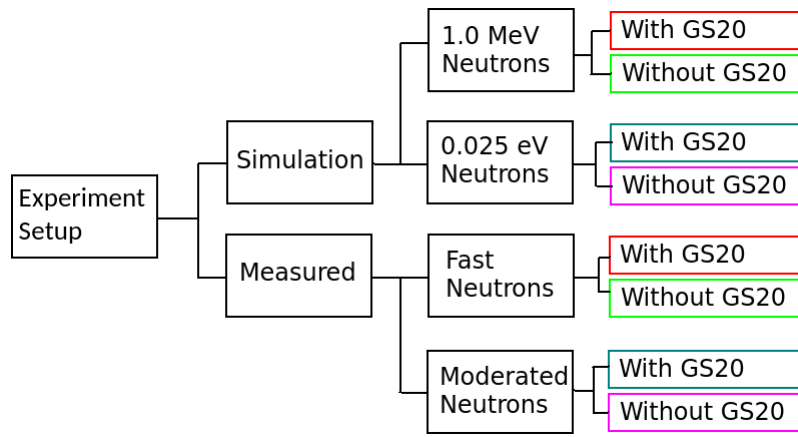 Experiment
Setup
Simulation
1.0 MeV
Neutrons
With GS20
Without GS20
0.025 eV
Neutrons
With GS20
Without GS20
Measured
Fast
Neutrons
With GS20
Without GS20
Moderated
Neutrons
With GS20
Without GS20